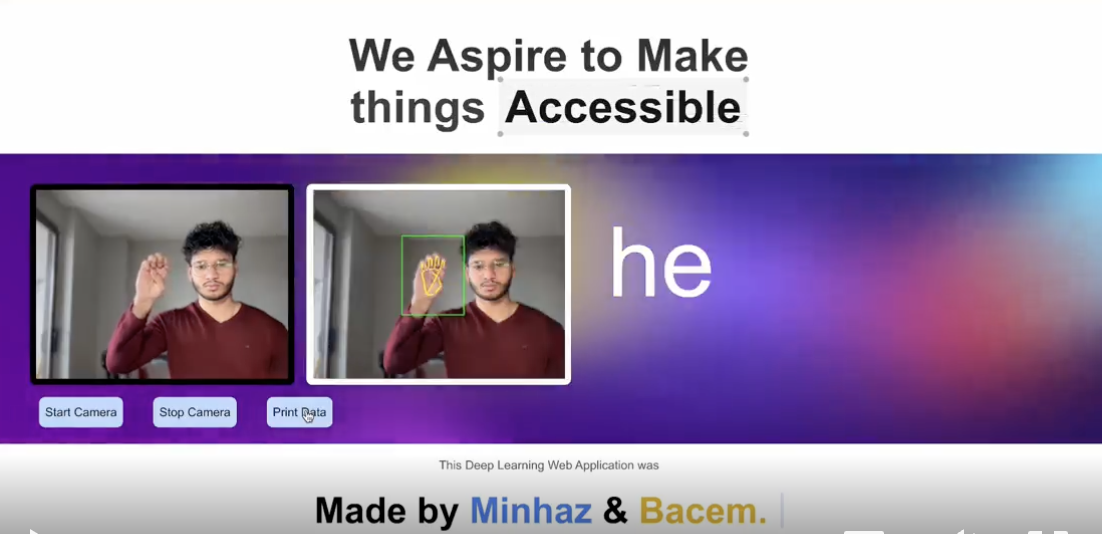 We Aspire to Make
things Accessible
he
Start Camera
Stop Camera
Print Data
This Deep Learning Web Application was
Made by Minhaz & Bacem.